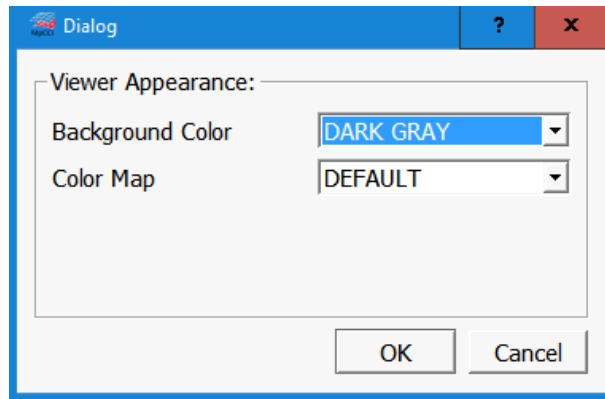 Dialog
?
x
Viewer Appearance:
Background Color
DARK GRAY
Color Map
DEFAULT
OK
Cancel